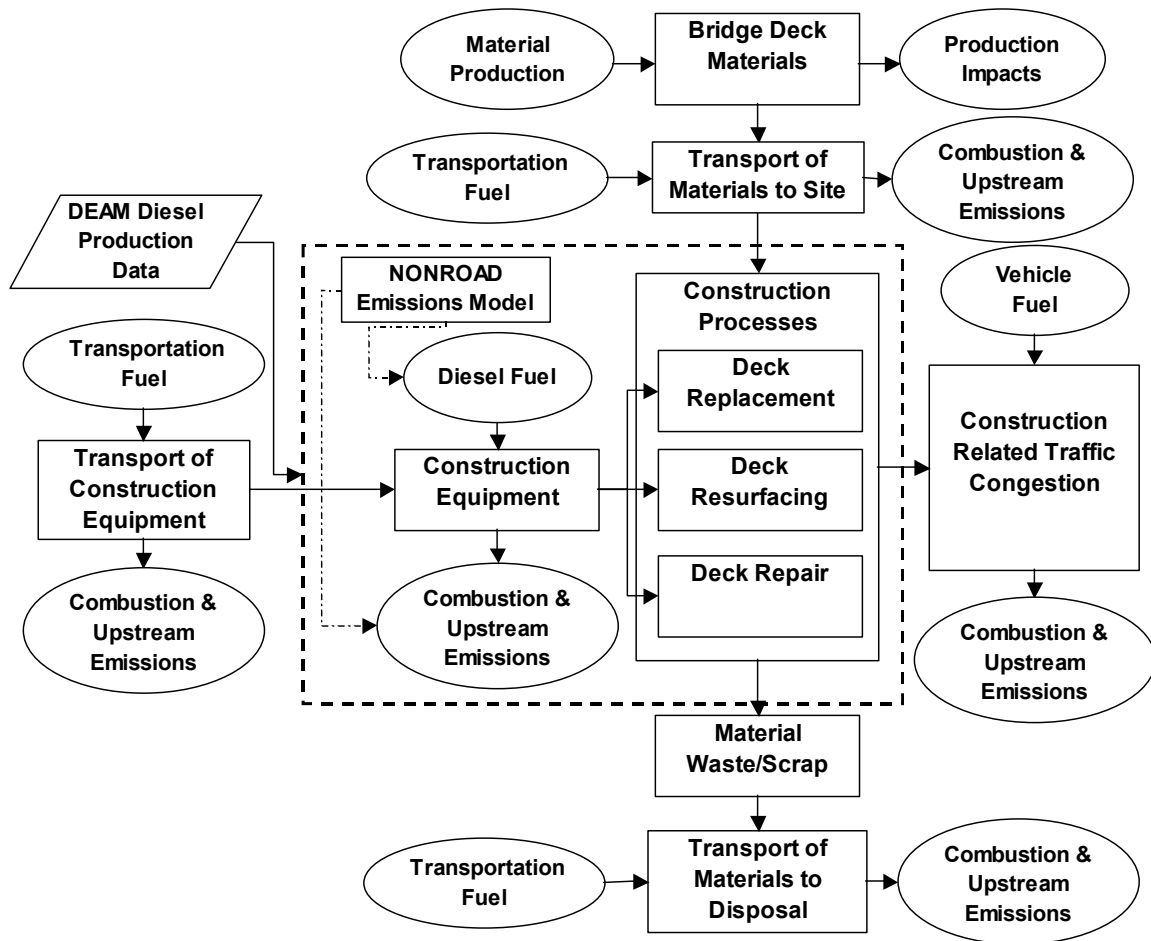 Material
Production
Bridge Deck
Materials
Production
Impacts
Transportation
Fuel
Transport of
Materials to Site
Combustion &
Upstream
Emissions
DEAM Diesel
Production
Data
NONROAD
Emissions Model
Construction
Processes
Vehicle
Fuel
Transportation
Fuel
Diesel Fuel
Deck
Replacement
Transport of
Construction
Equipment
Construction
Equipment
Deck
Resurfacing
Construction
Related Traffic
Congestion
Combustion &
Upstream
Emissions
Combustion &
Upstream
Emissions
Deck Repair
Combustion &
Upstream
Emissions
Material
Waste/Scrap
Transportation
Fuel
Transport of
Materials to
Disposal
Combustion &
Upstream
Emissions